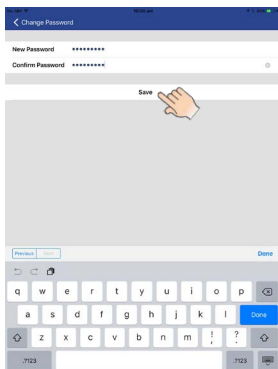 Change Password
New Password •••••••••
Confirm Password •••••••••
Save
Previous Next Done
q w e r t y u i o p
a s d f g h j k l Done
z x c v b n m ! , ? .
.?123 .?123